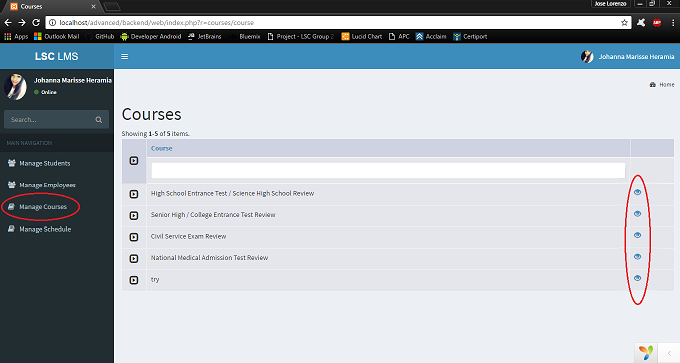 Courses
Jose Lorenzo
localhost/advanced/backend/web/index.php?r=courses/course
Apps Outlook Mail GitHub Developer Android JetBrains Bluemix Project - LSC Group 2 Lucid Chart APC Acclaim Certiport
LSC LMS
Johanna Marisse Heramia
Johanna Marisse Heramia
Online
Home
Search...
MAIN NAVIGATION
Manage Students
Manage Employees
Manage Courses
Manage Schedule
Courses
Showing 1-5 of 5 items.
Course
High School Entrance Test / Science High School Review
Senior High / College Entrance Test Review
Civil Service Exam Review
National Medical Admission Test Review
try